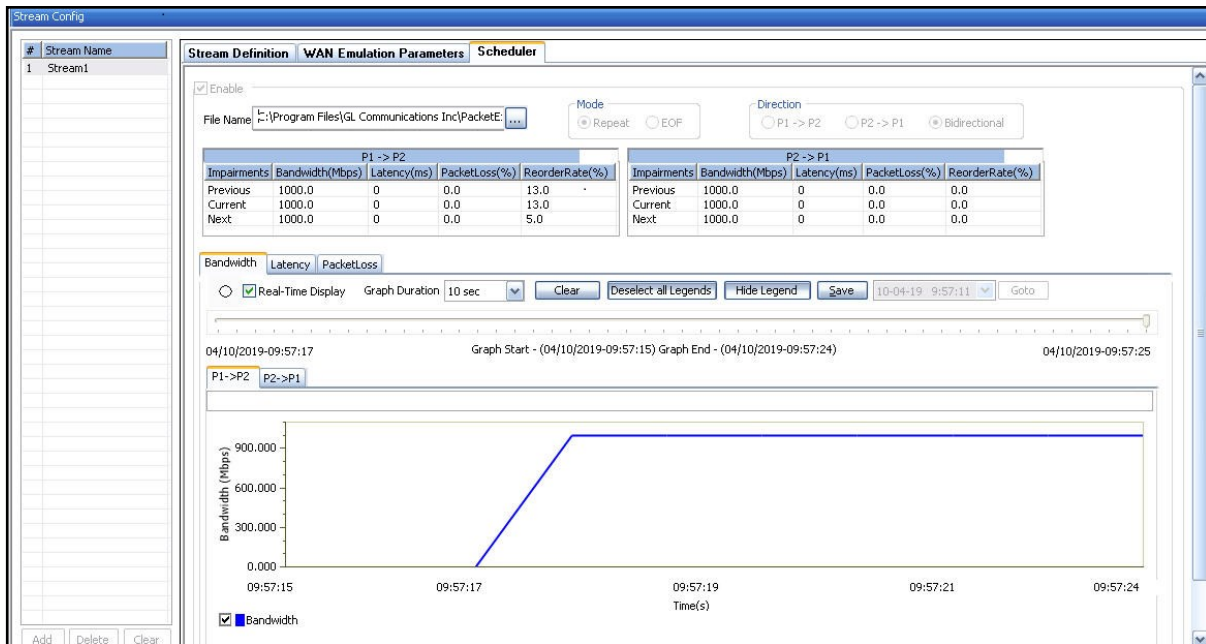 Stream Config
# Stream Name
1 Stream1
Add Delete Clear
Stream Definition WAN Emulation Parameters Scheduler
Enable
File Name C:\Program Files\GL Communications Inc\PacketE: ...
Mode
Repeat EOF
Direction
P1 -> P2 P2 -> P1 Bidirectional
P1 -> P2
Impairments Bandwidth(Mbps) Latency(ms) PacketLoss(%) ReorderRate(%)
Previous 1000.0 0 0.0 13.0
Current 1000.0 0 0.0 13.0
Next 1000.0 0 0.0 5.0
P2 -> P1
Impairments Bandwidth(Mbps) Latency(ms) PacketLoss(%) ReorderRate(%)
Previous 1000.0 0 0.0 0.0
Current 1000.0 0 0.0 0.0
Next 1000.0 0 0.0 0.0
Bandwidth Latency PacketLoss
Real-Time Display Graph Duration 10 sec Clear Deselect all Legends Hide Legend Save 10-04-19 9:57:11 Goto
04/10/2019-09:57:17 Graph Start - (04/10/2019-09:57:15) Graph End - (04/10/2019-09:57:24) 04/10/2019-09:57:25
P1->P2 P2->P1
Bandwidth (Mbps)
900.000
600.000
300.000
0.000
09:57:15 09:57:17 09:57:19 09:57:21 09:57:24
Time(s)
Bandwidth